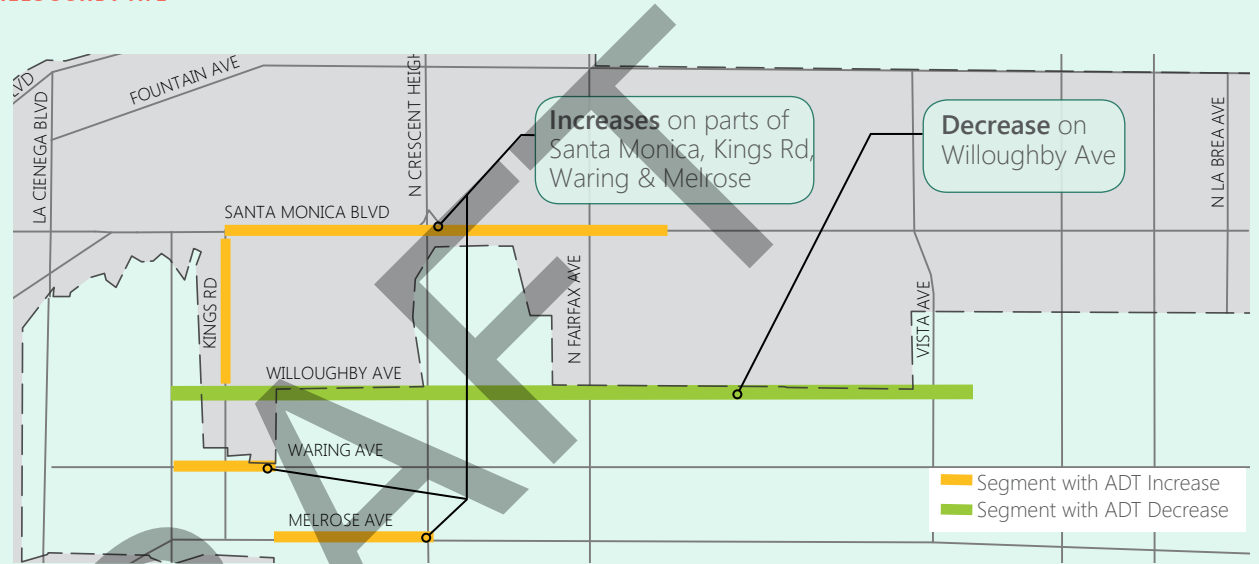 FOUNTAIN AVE
LA CIENEGA BLVD
Increases on parts of
Santa Monica, Kings Rd,
Waring & Melrose
Decrease on
Willoughby Ave
N LA BREA AVE
SANTA MONICA BLVD
KINGS RD
N FAIRFAX AVE
VISTA AVE
WILLOUGHBY AVE
WARING AVE
MELROSE AVE
N CRESCENT
Segment with ADT Increase
Segment with ADT Decrease